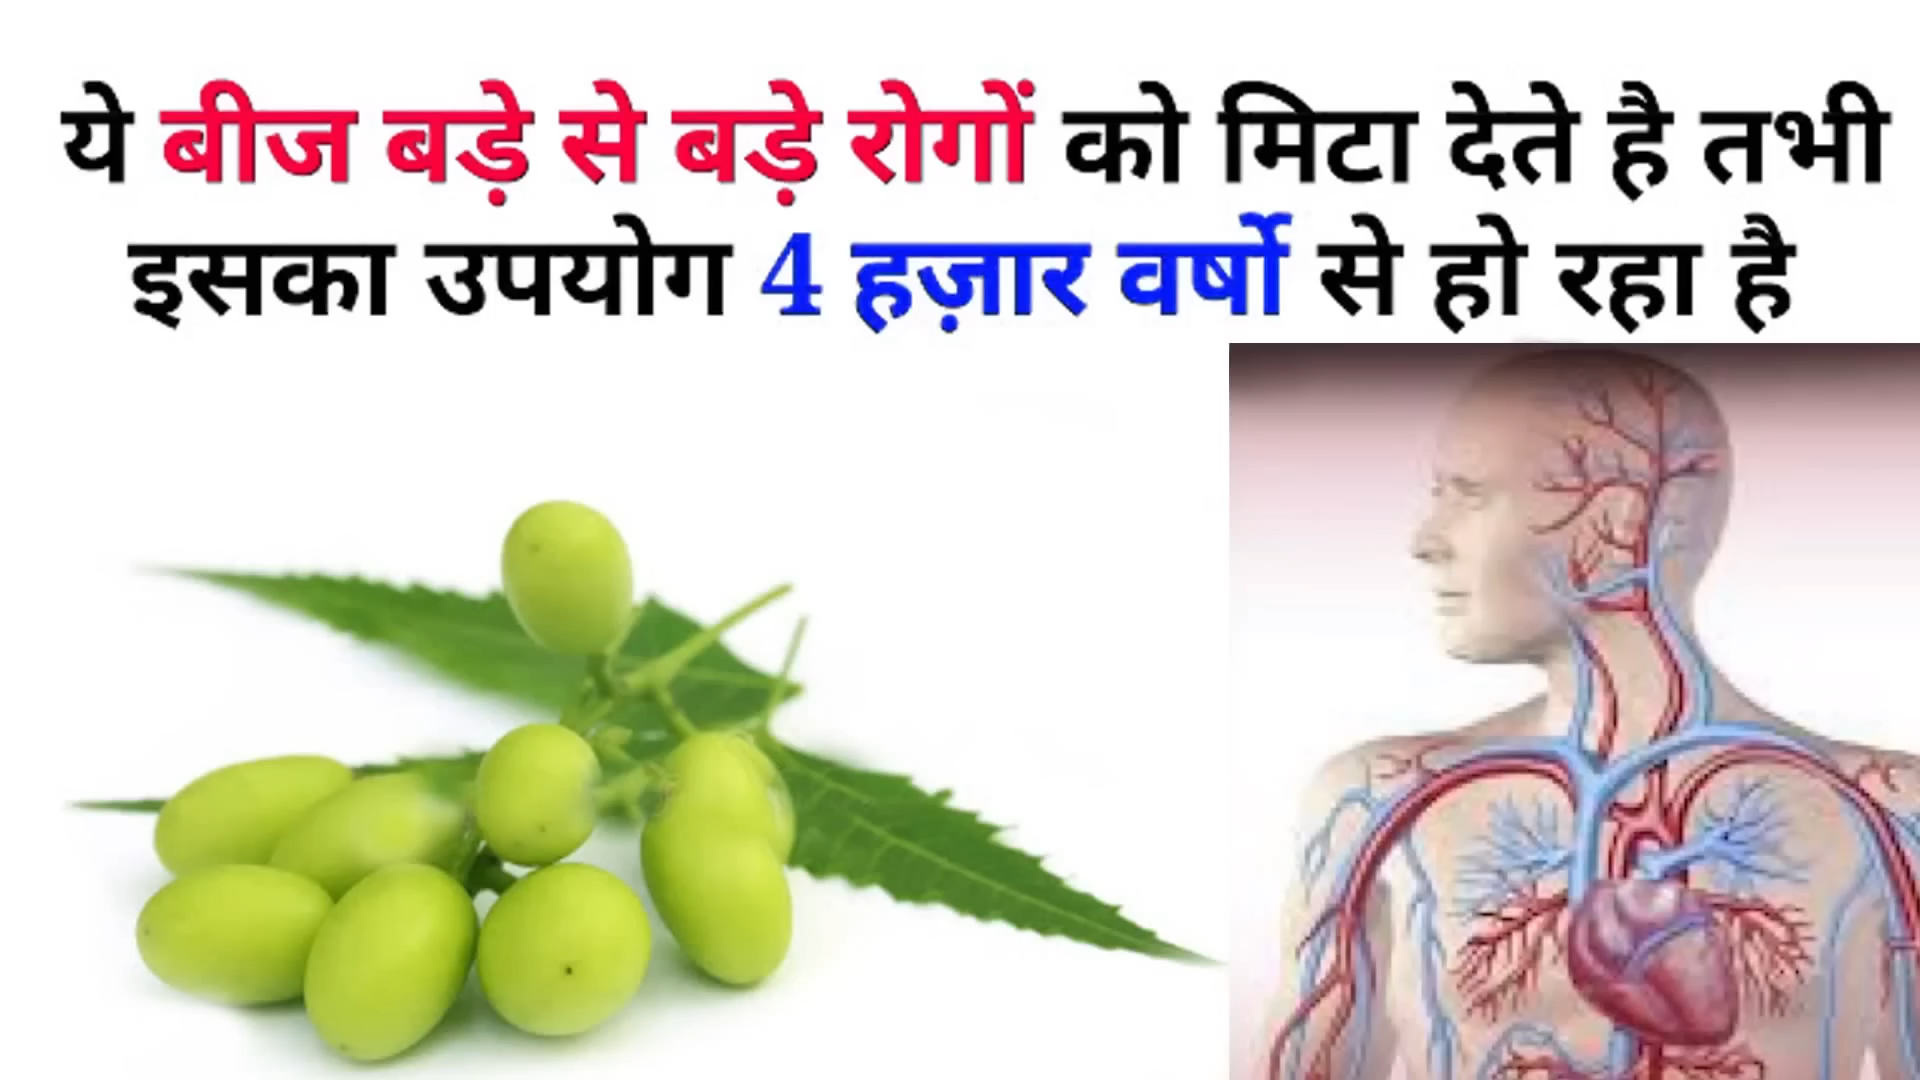 ये बीज बड़े से बड़े रोगों को मिटा देते है तभी
इसका उपयोग 4 हज़ार वर्षो से हो रहा है